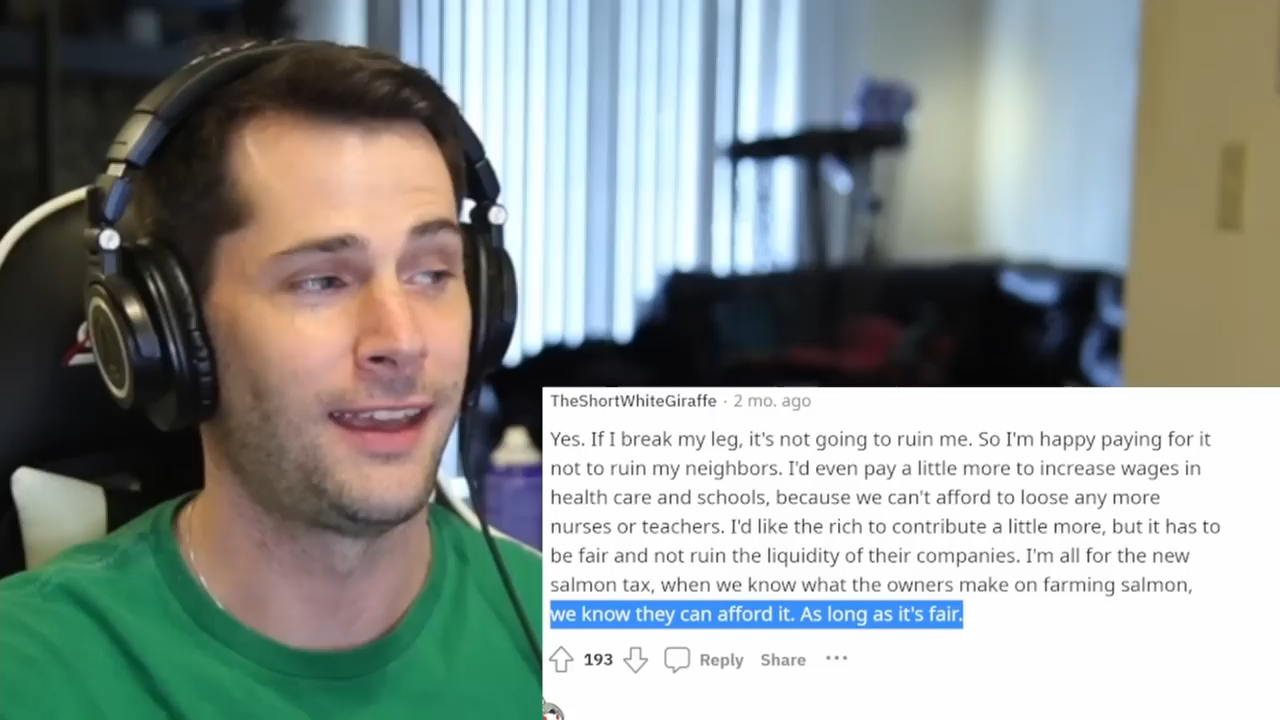 TheShortWhiteGiraffe · 2 mo. ago
Yes. If I break my leg, it's not going to ruin me. So I'm happy paying for it
not to ruin my neighbors. I'd even pay a little more to increase wages in
health care and schools, because we can't afford to loose any more
nurses or teachers. I'd like the rich to contribute a little more, but it has to
be fair and not ruin the liquidity of their companies. I'm all for the new
salmon tax, when we know what the owners make on farming salmon,
we know they can afford it. As long as it's fair.
193 Reply Share ···